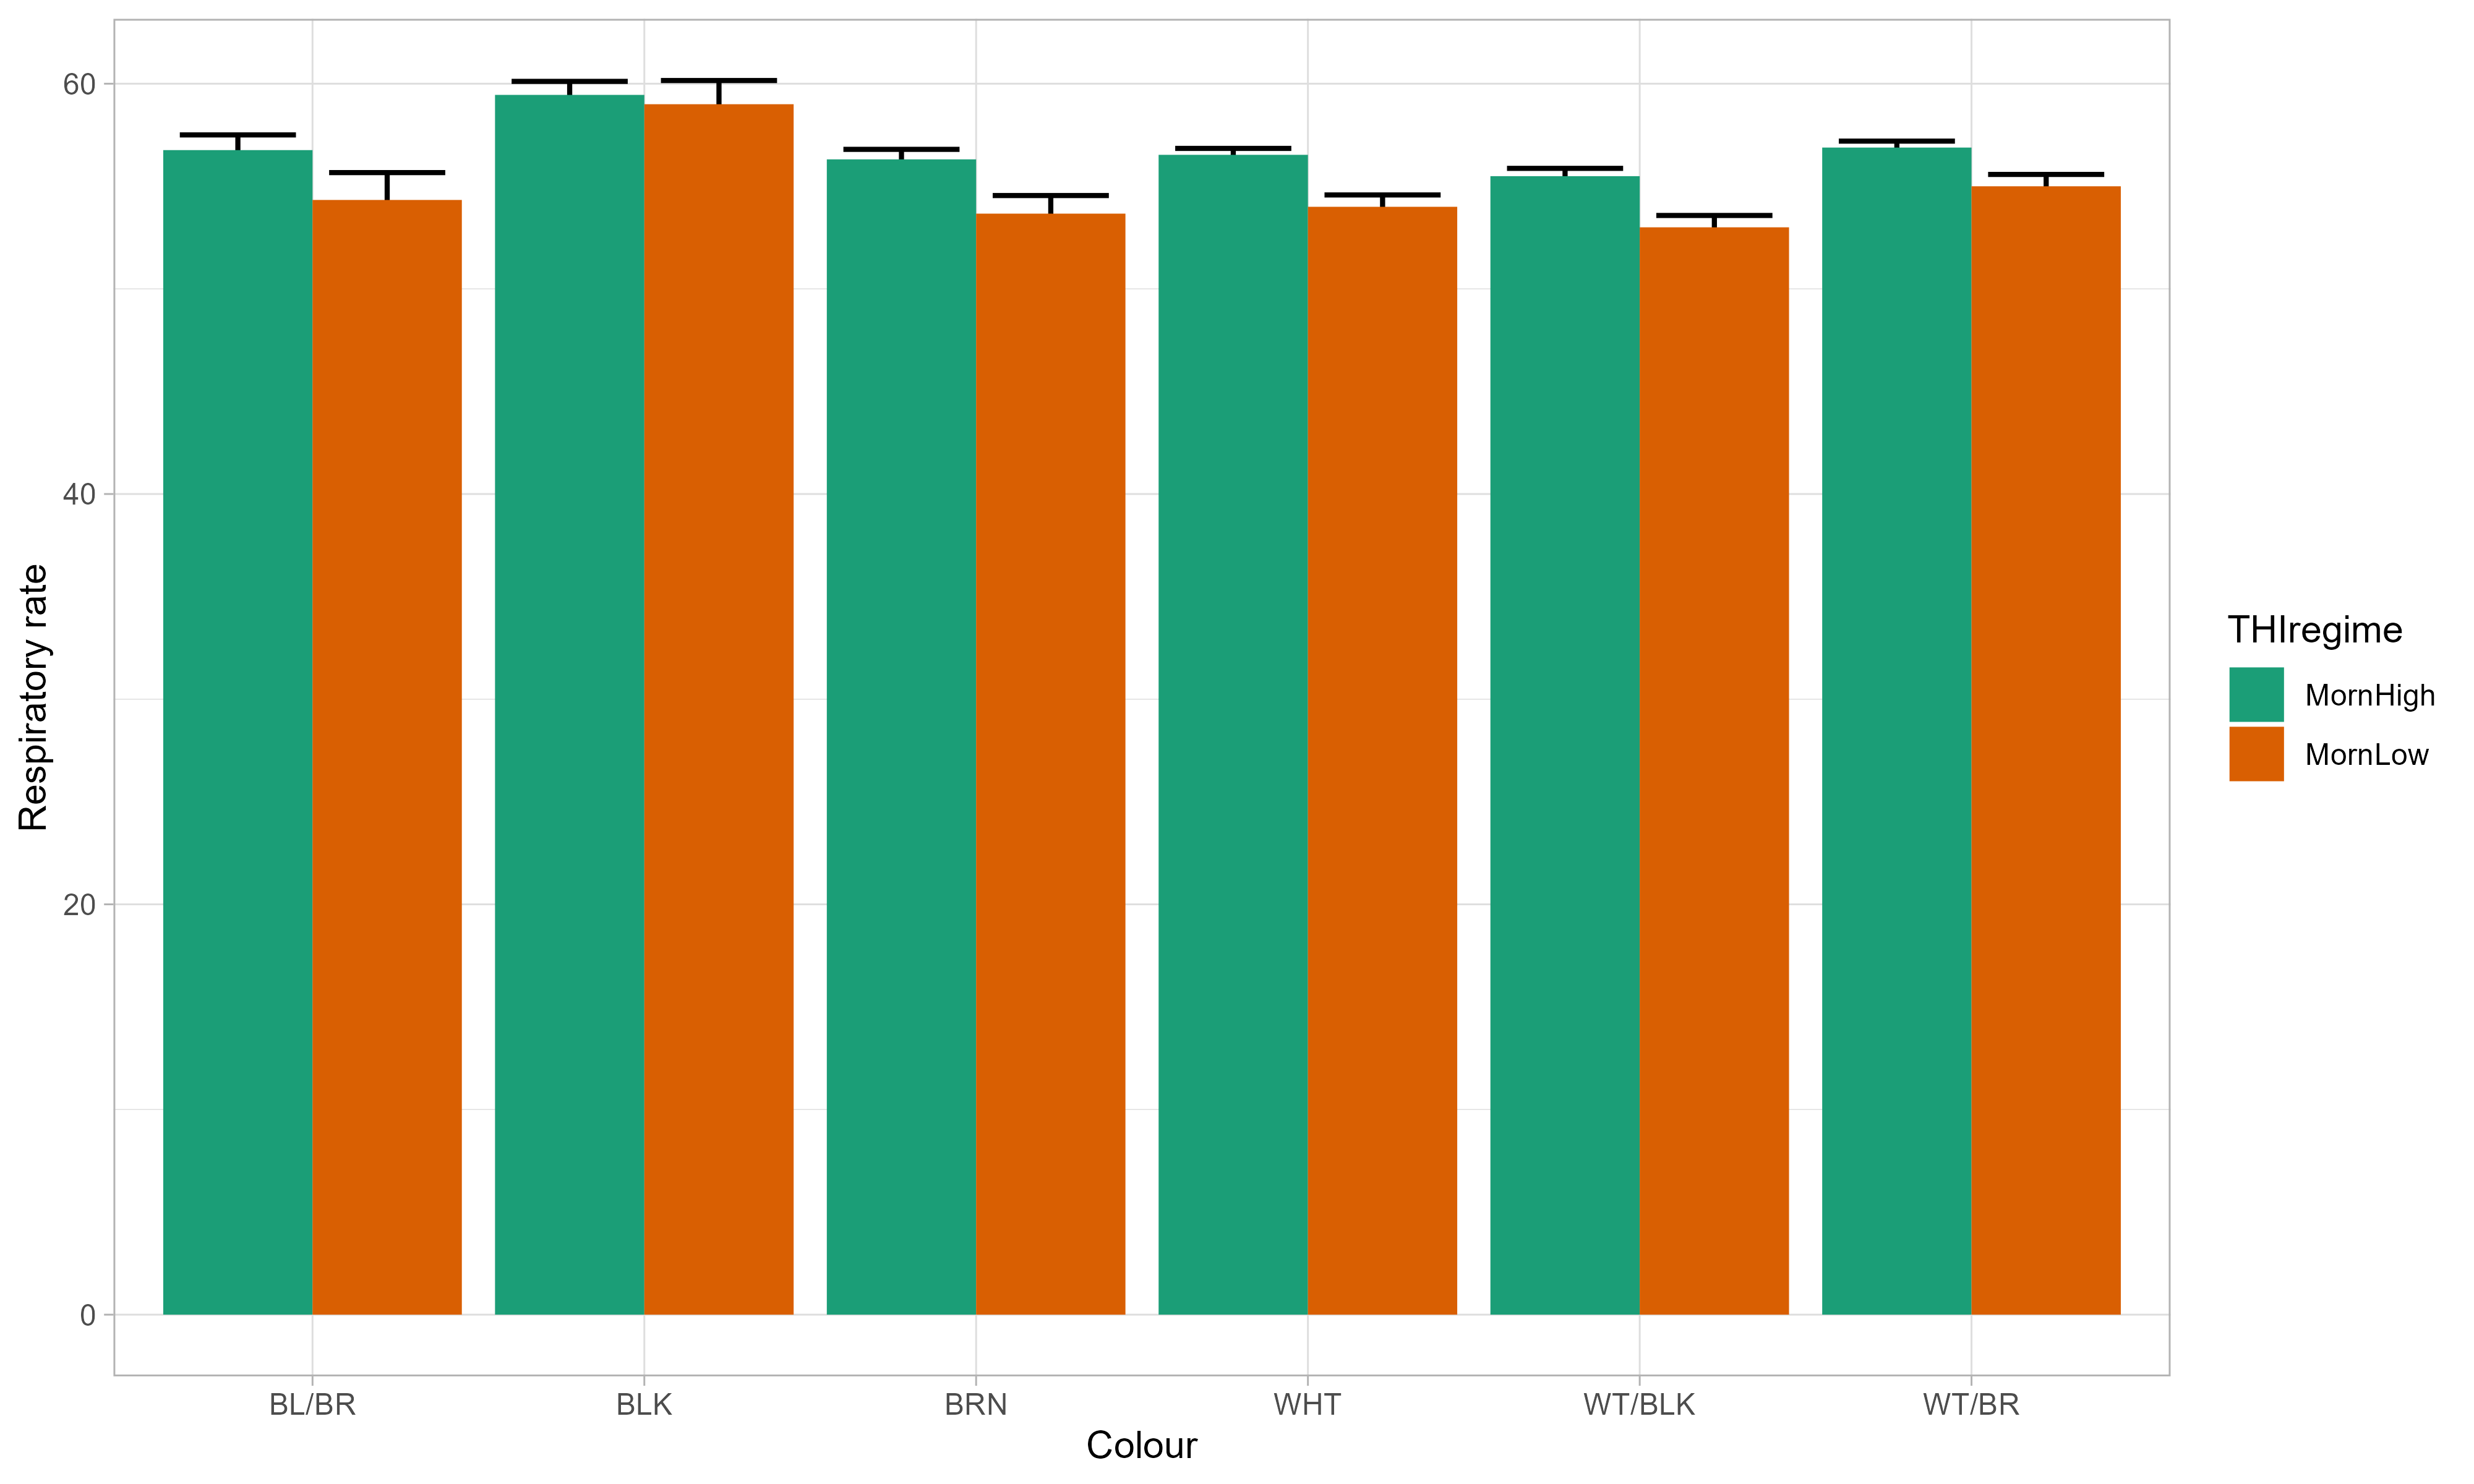 60
40
20
0
Respiratory rate
BL/BR
BLK
BRN
WHT
WT/BLK
WT/BR
Colour
THIregime
MornHigh
MornLow